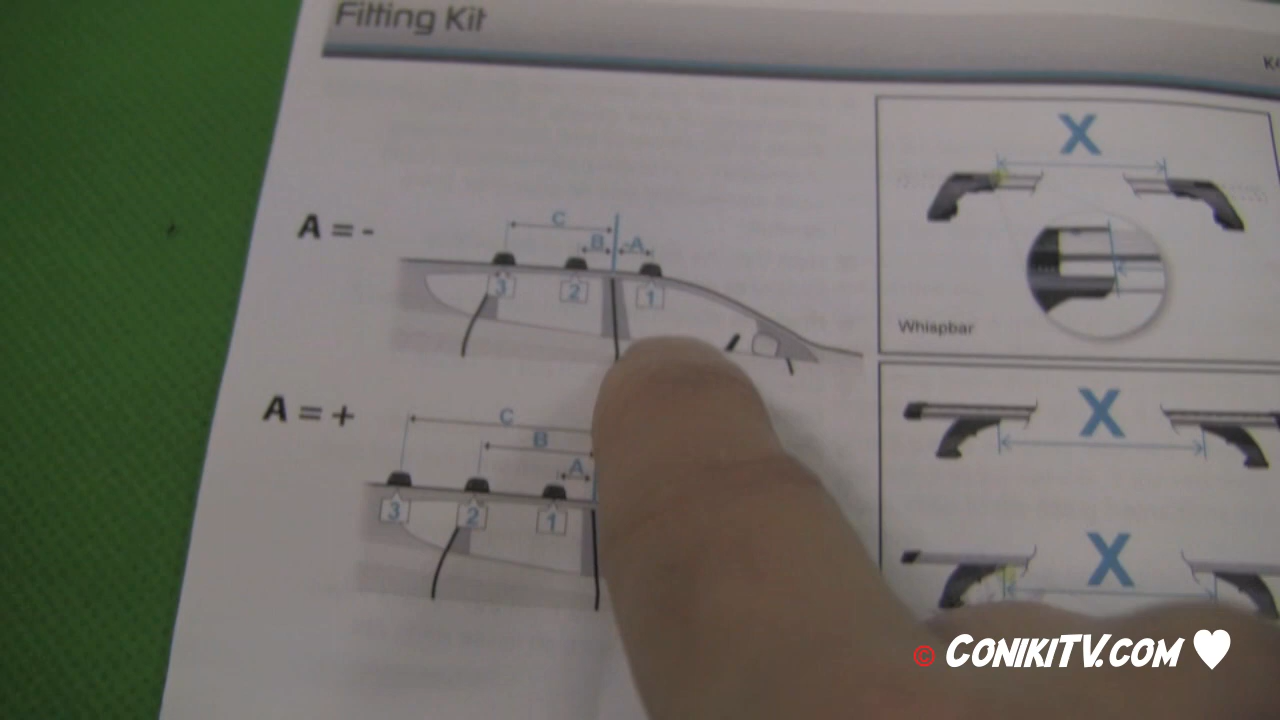 Fitting Kit
A = -
C
B
-A
3
2
1
A = +
C
B
A
3
2
1
X
Whispbar
X
X
© CONIKITV.COM